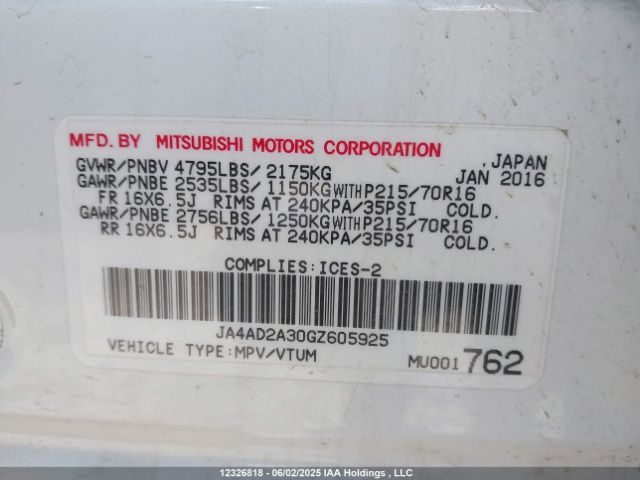 MFD. BY MITSUBISHI MOTORS CORPORATION
GVWR/PNBV 4795LBS/2175KG , JAPAN
GAWR/PNBE 2535LBS/1150KG WITH P215/70R16 JAN 2016
FR 16X6.5J RIMS AT 240KPA/35PSI COLD.
GAWR/PNBE 2756LBS/1250KG WITH P215/70R16
RR 16X6.5J RIMS AT 240KPA/35PSI COLD.
COMPLIES:ICES-2
JA4AD2A30GZ605925
VEHICLE TYPE:MPV/VTUM MU001 762
12326818 - 06/02/2025 IAA Holdings , LLC